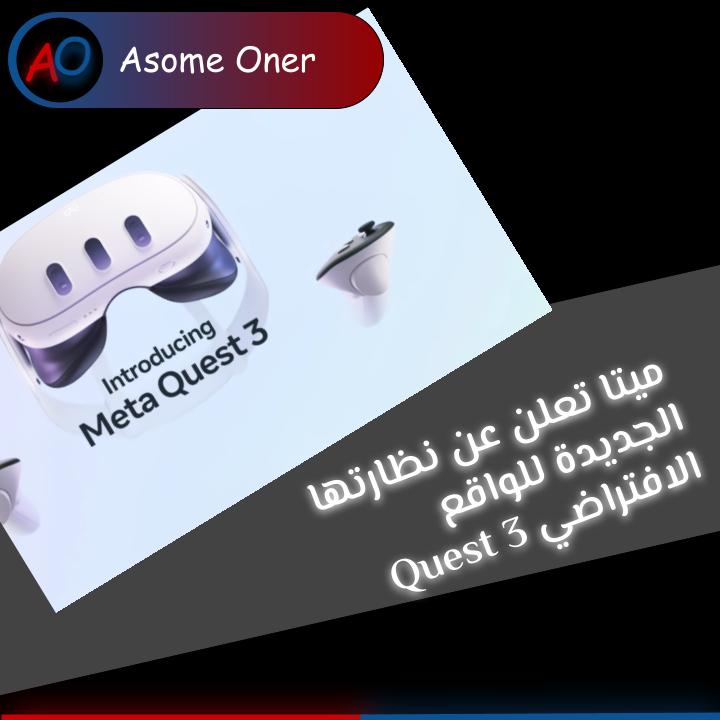 AO Asome Oner
Introducing
Meta Quest 3
ميتا تعلن عن نظارتها
الجديدة للواقع
الافتراضي Quest 3